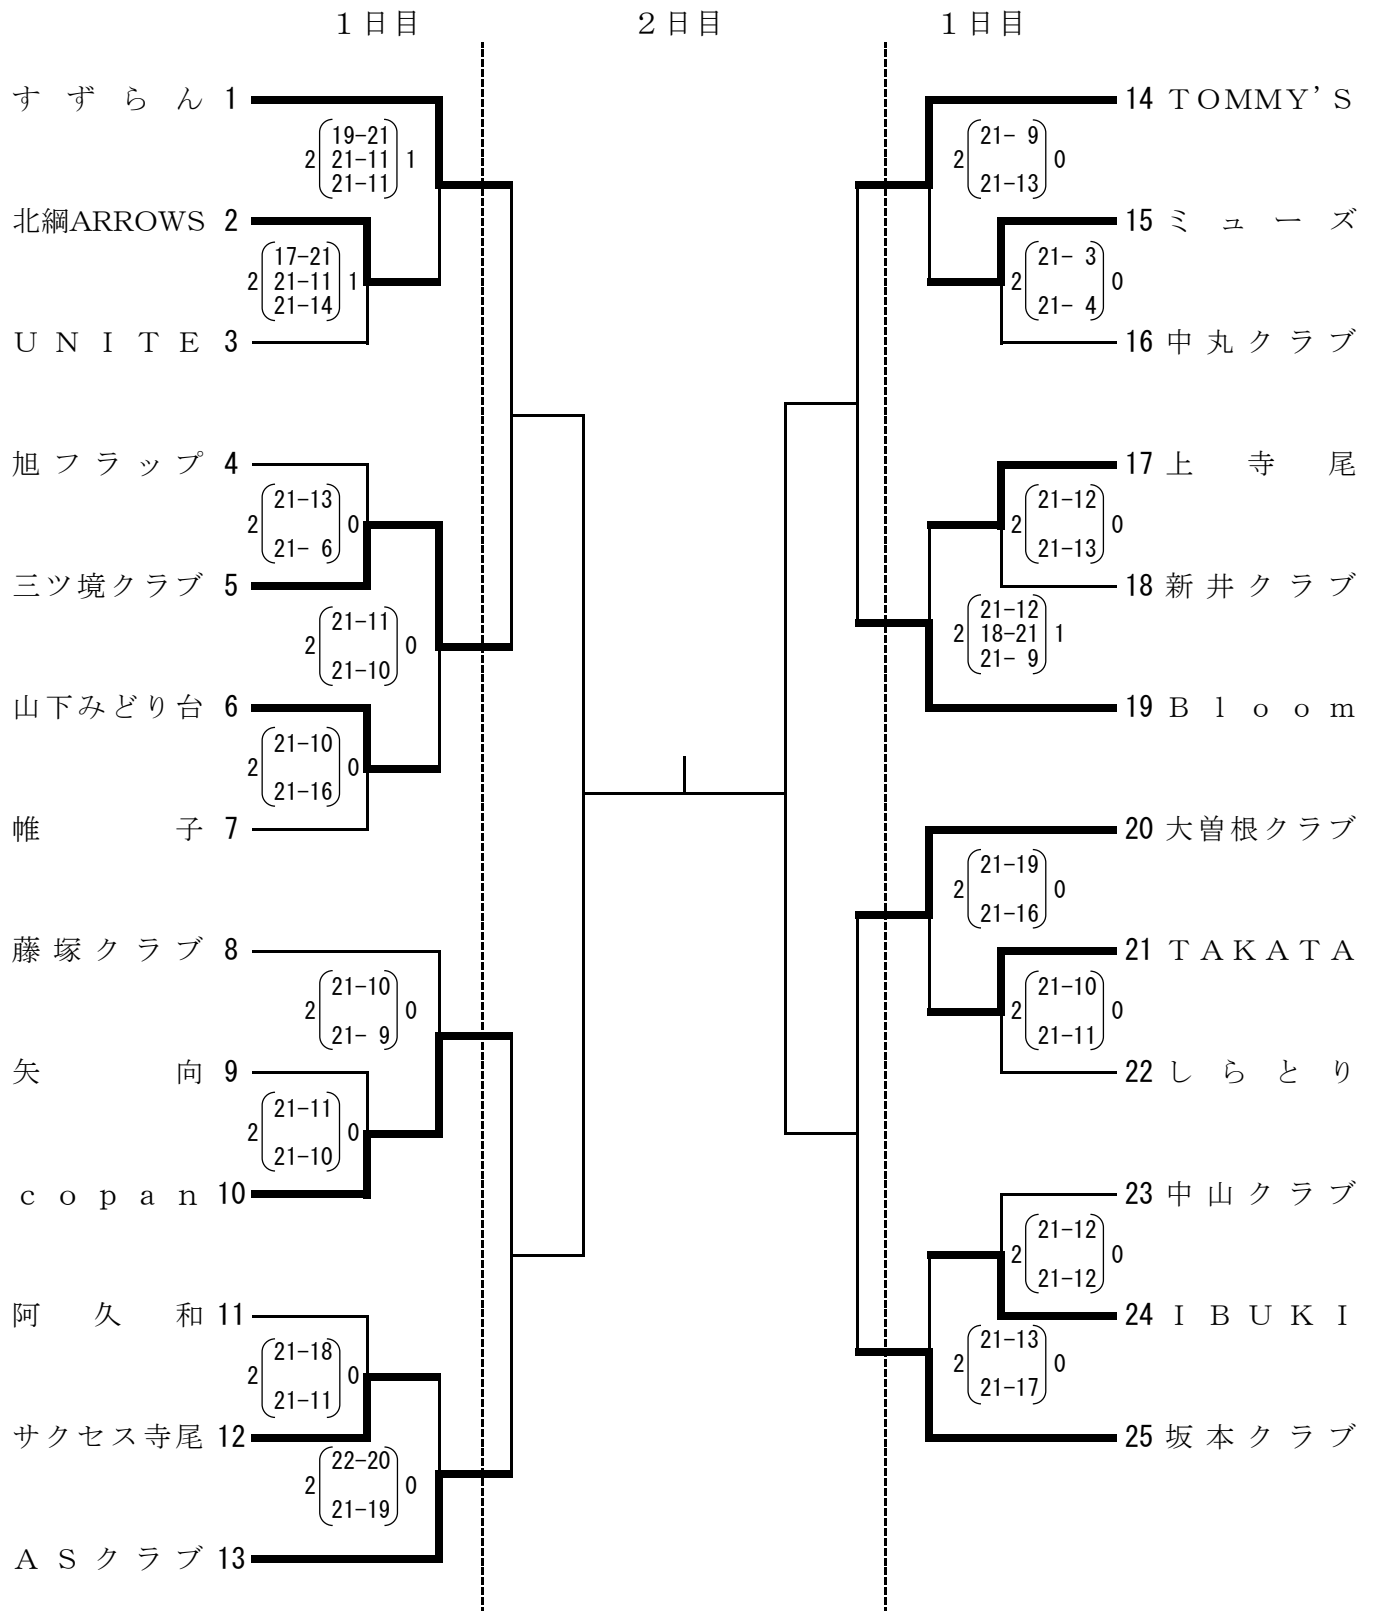 １日目 ２日目 １日目
すずらん 1
19-21
2 21-11 1
21-11
北綱ARROWS 2
17-21
2 21-11 1
21-14
ＵＮＩＴＥ 3
旭フラップ 4
21-13
2 0
21- 6
三ツ境クラブ 5
21-11
2 0
21-10
山下みどり台 6
21-10
2 0
21-16
帷子 7
藤塚クラブ 8
21-10
2 0
21- 9
矢向 9
21-11
2 0
21-10
ｃｏｐａｎ 10
阿久和 11
21-18
2 0
21-11
サクセス寺尾 12
22-20
2 0
21-19
ＡＳクラブ 13
14 ＴＯＭＭＹ’Ｓ
21- 9
2 0
21-13
15 ミューズ
21- 3
2 0
21- 4
16 中丸クラブ
17 上寺尾
21-12
2 0
21-13
18 新井クラブ
21-12
2 18-21 1
21- 9
19 Ｂｌｏｏｍ
20 大曽根クラブ
21-19
2 0
21-16
21 ＴＡＫＡＴＡ
21-10
2 0
21-11
22 しらとり
23 中山クラブ
21-12
2 0
21-12
24 ＩＢＵＫＩ
21-13
2 0
21-17
25 坂本クラブ